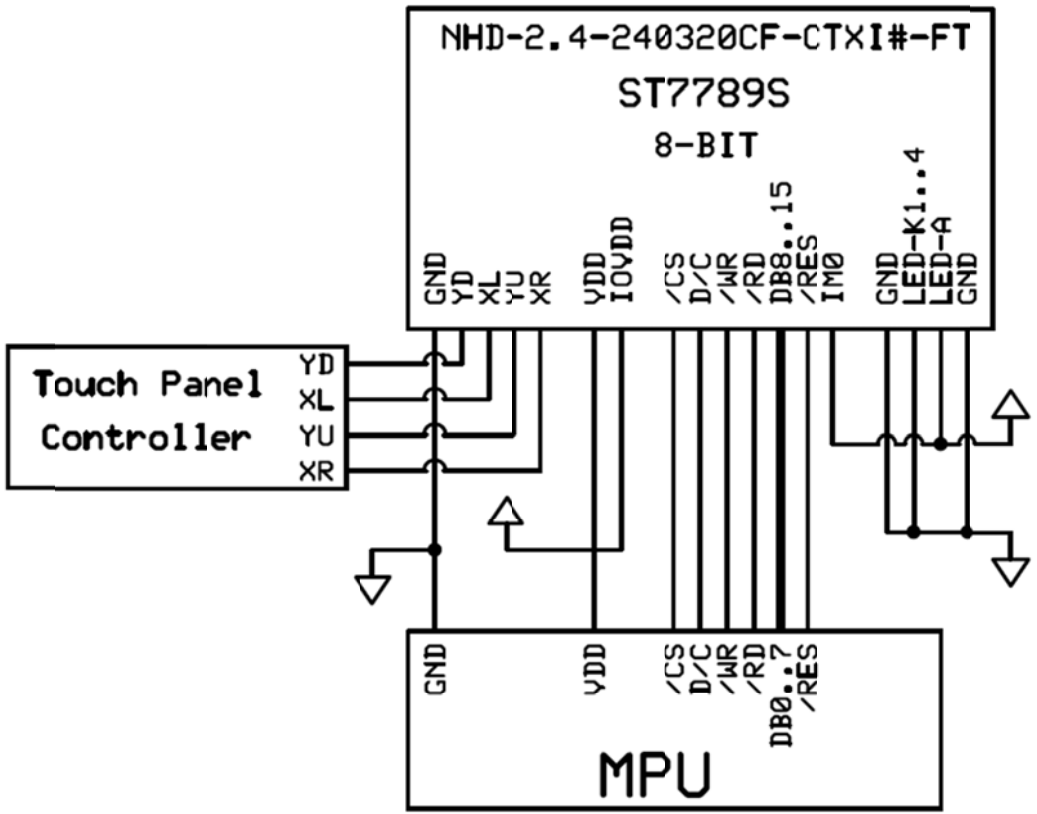 NHD-2.4-240320CF-CTXI#-FT
ST7789S
8-BIT
GND
YD
XL
YU
XR
VDD
IOVDD
/CS
D/C
/WR
/RD
DB8..15
/RES
IM0
GND
LED-K1..4
LED-A
GND
Touch Panel
Controller
YD
XL
YU
XR
GND
VDD
/CS
D/C
/WR
/RD
DB0..7
/RES
MPU